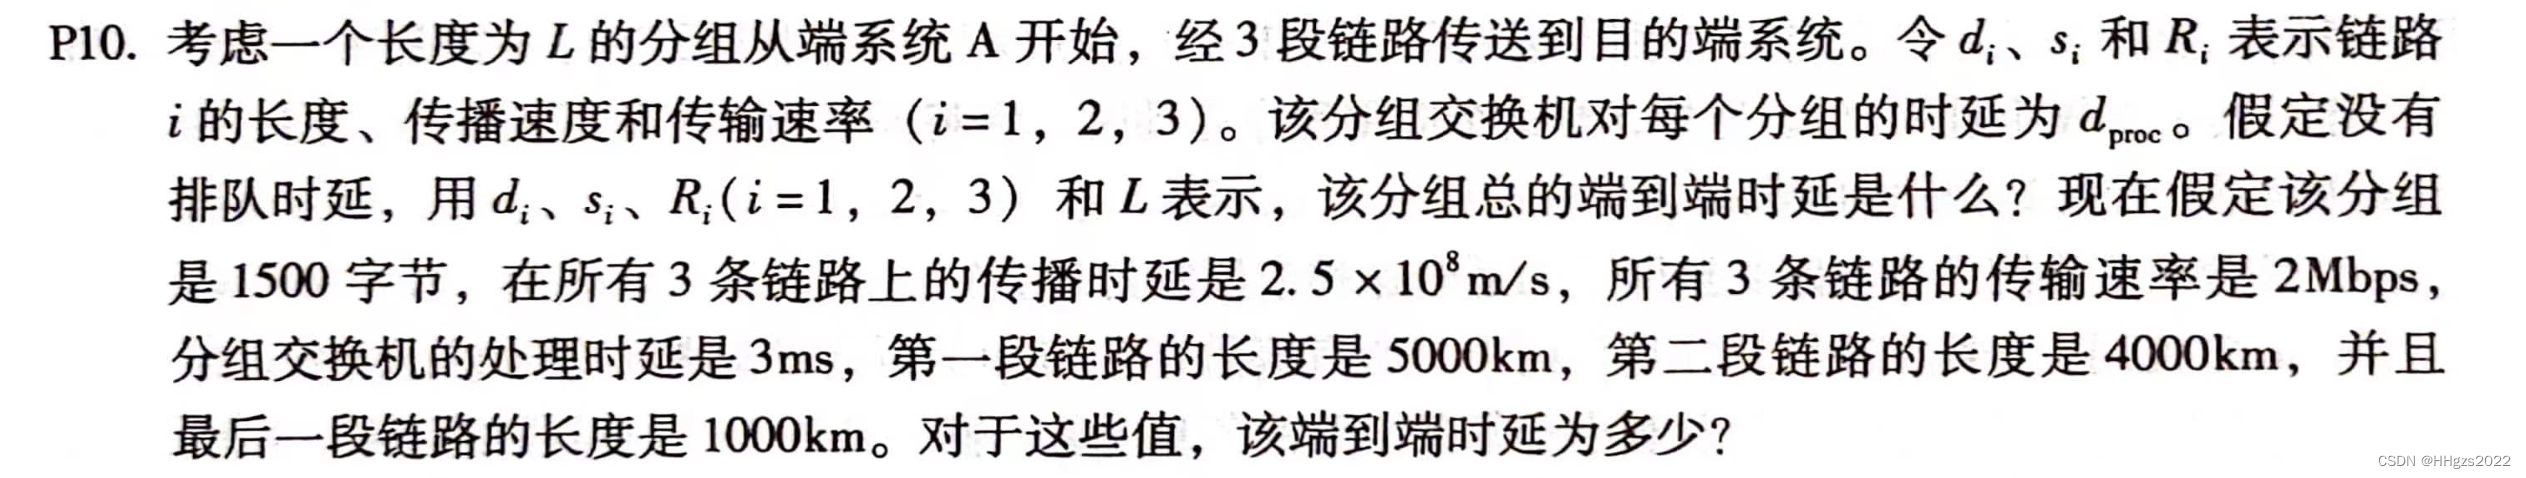 P10. 考虑一个长度为 L 的分组从端系统 A 开始，经 3 段链路传送到目的端系统。令 dᵢ、sᵢ 和 Rᵢ 表示链路
i 的长度、传播速度和传输速率（i=1，2，3）。该分组交换机对每个分组的时延为 d_proc。假定没有
排队时延，用 dᵢ、sᵢ、Rᵢ(i=1，2，3) 和 L 表示，该分组总的端到端时延是什么？现在假定该分组
是 1500 字节，在所有 3 条链路上的传播时延是 2.5×10⁸m/s，所有 3 条链路的传输速率是 2Mbps，
分组交换机的处理时延是 3ms，第一段链路的长度是 5000km，第二段链路的长度是 4000km，并且
最后一段链路的长度是 1000km。对于这些值，该端到端时延为多少？
CSDN @HHgzs2022